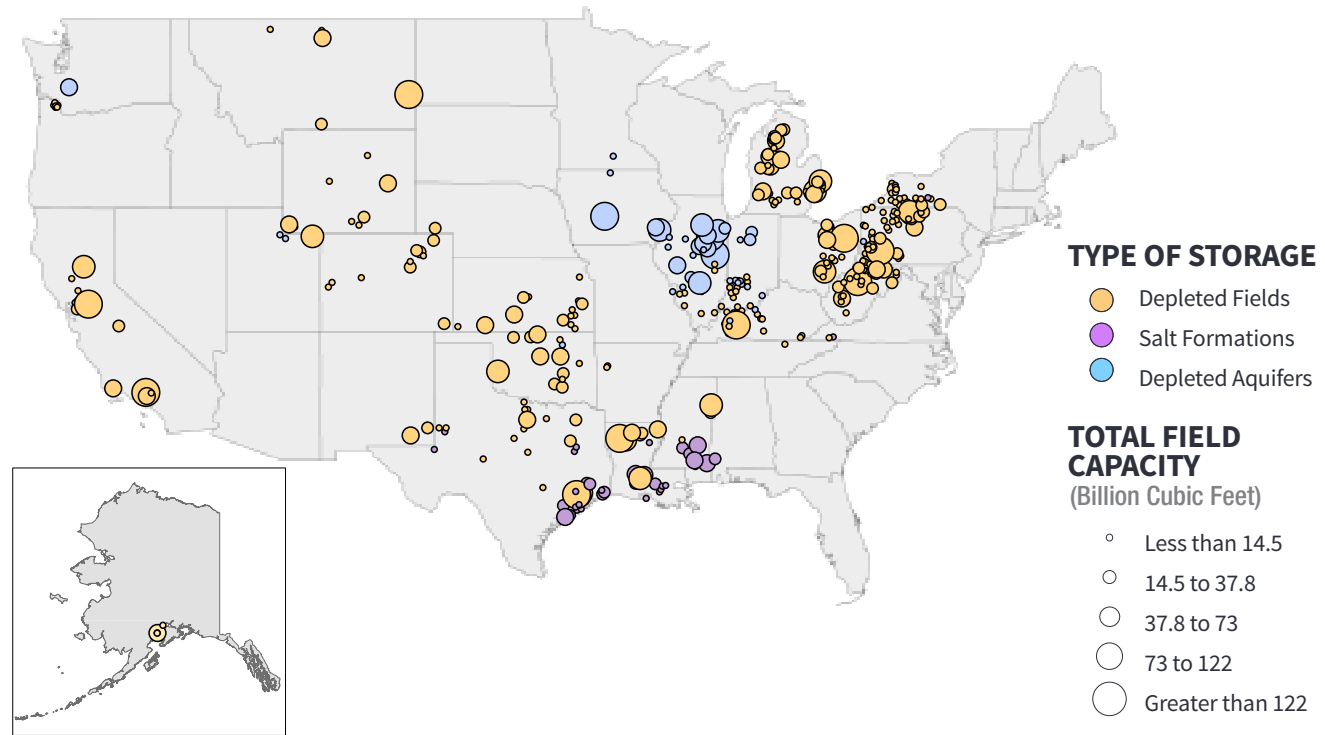 TYPE OF STORAGE
Depleted Fields
Salt Formations
Depleted Aquifers
TOTAL FIELD
CAPACITY
(Billion Cubic Feet)
Less than 14.5
14.5 to 37.8
37.8 to 73
73 to 122
Greater than 122